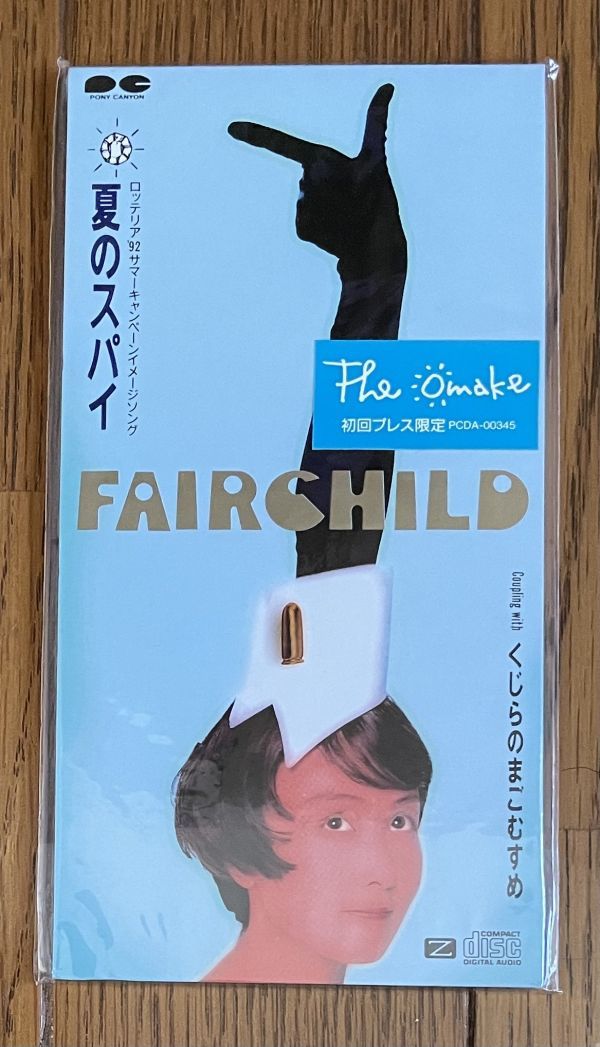 PONY CANYON
夏のスパイ
ロッテリア'92サマーキャンペーンイメージソング
The Omake
初回プレス限定 PCDA-00345
FAIRCHILD
Coupling with くじらのまごむすめ
Z
COMPACT
disc
DIGITAL AUDIO